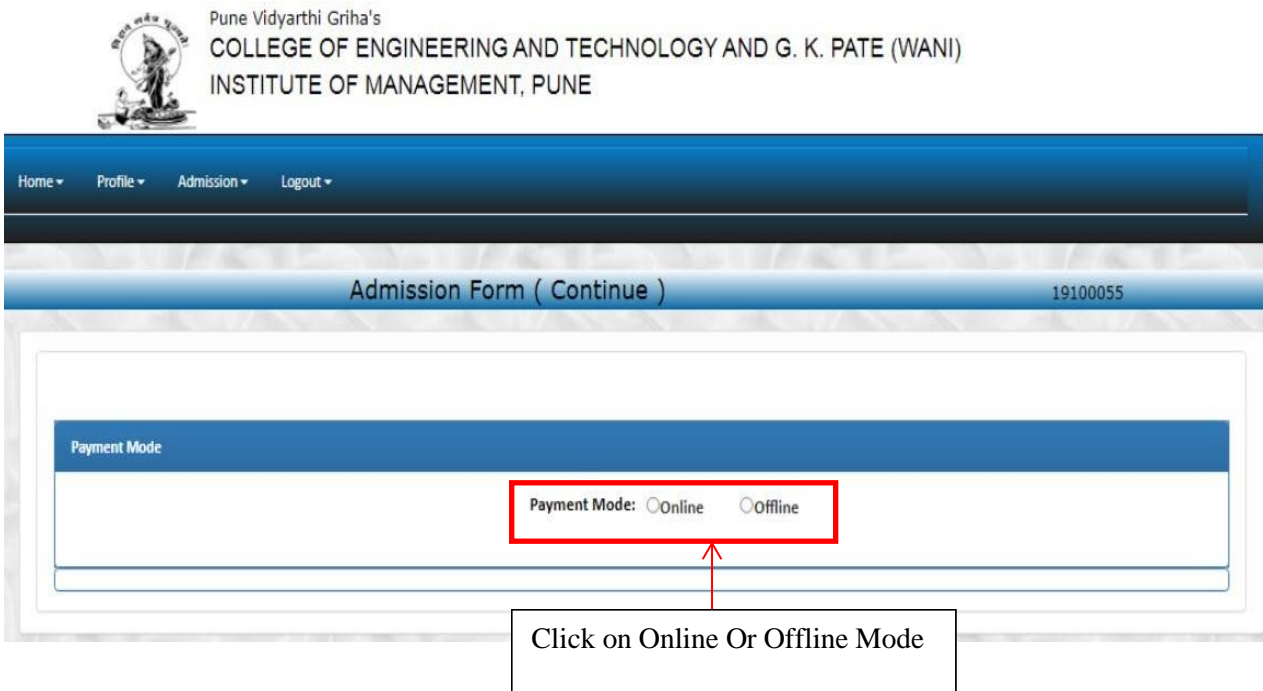 Pune Vidyarthi Griha's
COLLEGE OF ENGINEERING AND TECHNOLOGY AND G. K. PATE (WANI)
INSTITUTE OF MANAGEMENT, PUNE
Home Profile Admission Logout
Admission Form ( Continue ) 19100055
Payment Mode
Payment Mode: Online Offline
Click on Online Or Offline Mode